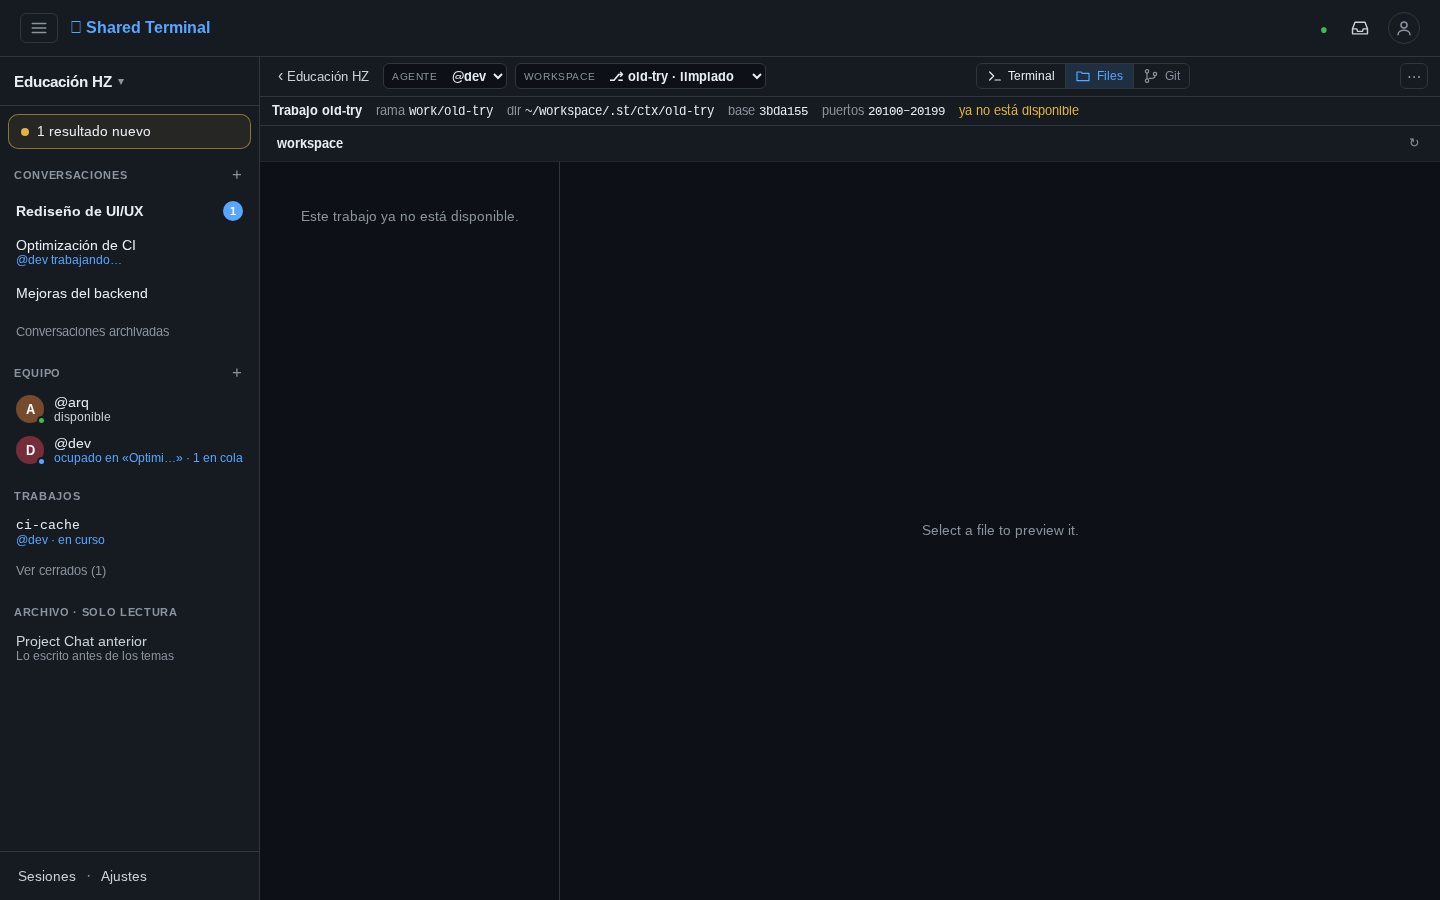 Shared Terminal
Educación HZ ▾
1 resultado nuevo
CONVERSACIONES +
Rediseño de UI/UX 1
Optimización de CI
@dev trabajando…
Mejoras del backend
Conversaciones archivadas
EQUIPO +
A @arq
disponible
D @dev
ocupado en «Optimi…» · 1 en cola
TRABAJOS
ci-cache
@dev · en curso
Ver cerrados (1)
ARCHIVO · SOLO LECTURA
Project Chat anterior
Lo escrito antes de los temas
Sesiones · Ajustes
‹ Educación HZ AGENTE @dev WORKSPACE ⎇ old-try · limpiado Terminal Files Git ⋯
Trabajo old-try rama work/old-try dir ~/workspace/.st/ctx/old-try base 3bda155 puertos 20100–20199 ya no está disponible
workspace ↻
Este trabajo ya no está disponible.
Select a file to preview it.